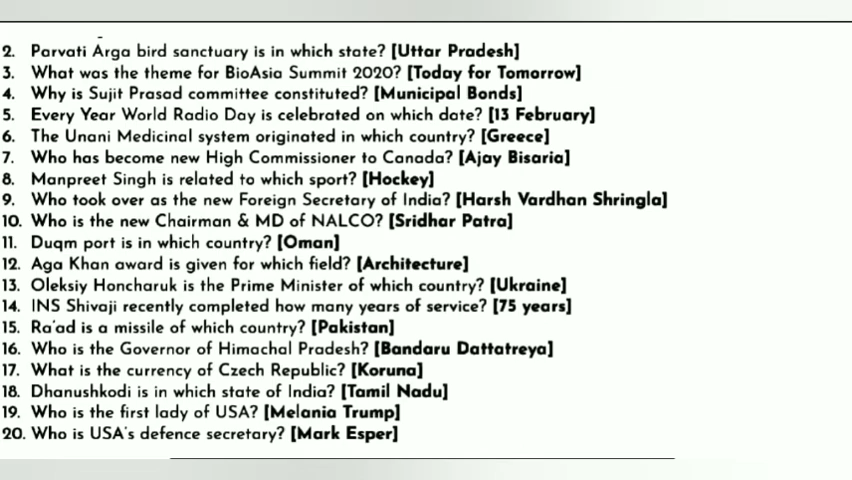 2. Parvati Arga bird sanctuary is in which state? [Uttar Pradesh]
3. What was the theme for BioAsia Summit 2020? [Today for Tomorrow]
4. Why is Sujit Prasad committee constituted? [Municipal Bonds]
5. Every Year World Radio Day is celebrated on which date? [13 February]
6. The Unani Medicinal system originated in which country? [Greece]
7. Who has become new High Commissioner to Canada? [Ajay Bisaria]
8. Manpreet Singh is related to which sport? [Hockey]
9. Who took over as the new Foreign Secretary of India? [Harsh Vardhan Shringla]
10. Who is the new Chairman & MD of NALCO? [Sridhar Patra]
11. Duqm port is in which country? [Oman]
12. Aga Khan award is given for which field? [Architecture]
13. Oleksiy Honcharuk is the Prime Minister of which country? [Ukraine]
14. INS Shivaji recently completed how many years of service? [75 years]
15. Ra'ad is a missile of which country? [Pakistan]
16. Who is the Governor of Himachal Pradesh? [Bandaru Dattatreya]
17. What is the currency of Czech Republic? [Koruna]
18. Dhanushkodi is in which state of India? [Tamil Nadu]
19. Who is the first lady of USA? [Melania Trump]
20. Who is USA's defence secretary? [Mark Esper]